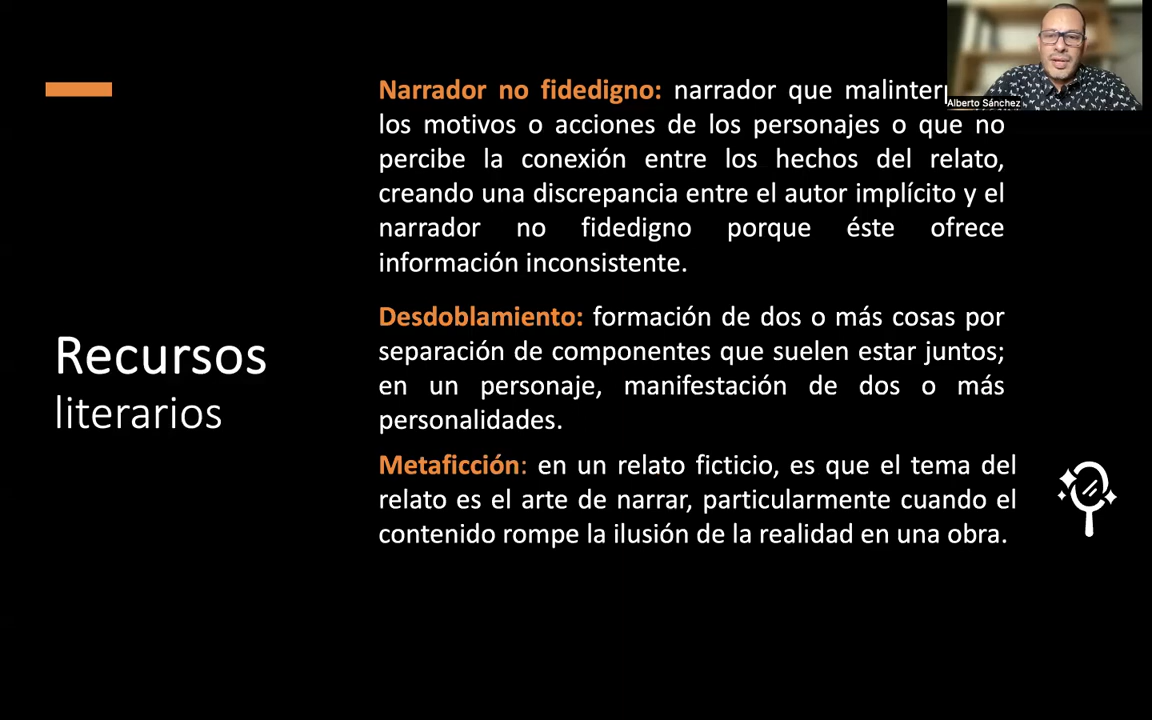 Recursos
literarios
Narrador no fidedigno: narrador que
los motivos o acciones de los personajes o que no
percibe la conexión entre los hechos del relato,
creando una discrepancia entre el autor implícito y el
narrador no fidedigno porque éste ofrece
información inconsistente.
Desdoblamiento: formación de dos o más cosas por
separación de componentes que suelen estar juntos;
en un personaje, manifestación de dos o más
personalidades.
Metaficción: en un relato ficticio, es que el tema del
relato es el arte de narrar, particularmente cuando el
contenido rompe la ilusión de la realidad en una obra.
Alberto Sánchez